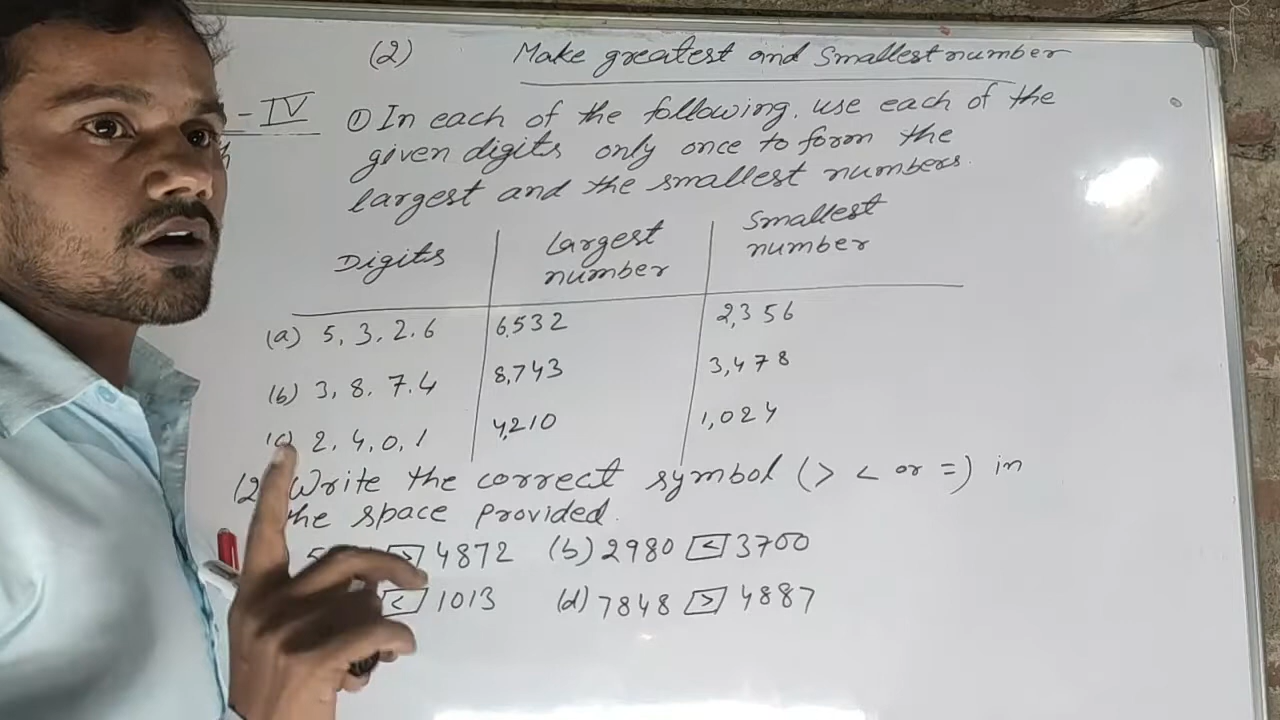 (2) Make greatest and Smallest number
- IV
① In each of the following. use each of the
given digits only once to form the
largest and the smallest numbers.
Digits Largest number Smallest number
(a) 5, 3, 2, 6 6,532 2,356
(b) 3, 8, 7, 4 8,743 3,478
(c) 2, 4, 0, 1 4,210 1,024
(2) Write the correct symbol (> < or =) in
the space provided.
> 4872 (b) 2980 < 3700
< 1013 (d) 7848 > 4887